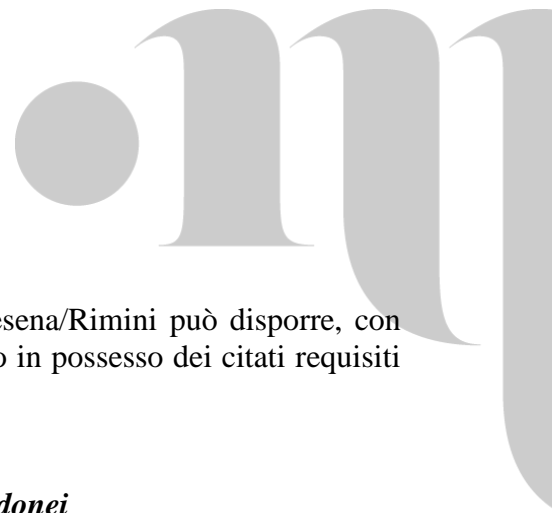 esena/Rimini può disporre, con
o in possesso dei citati requisiti
donei